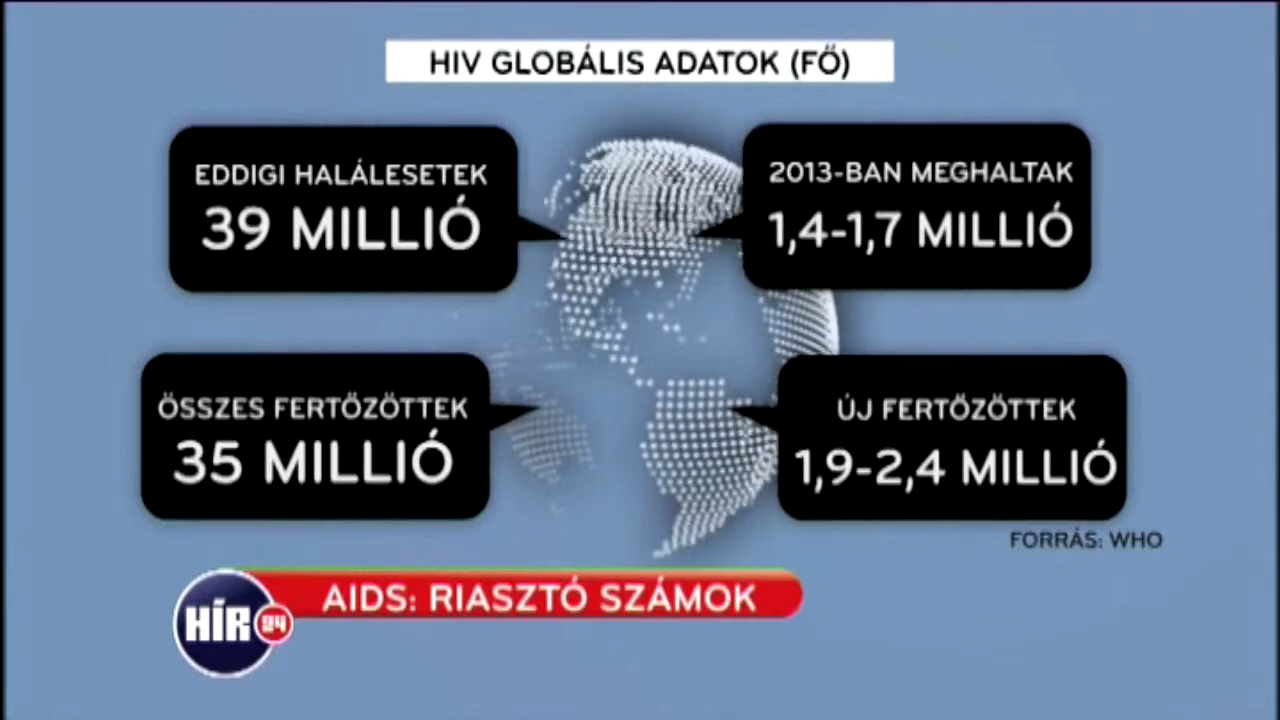 HIV GLOBÁLIS ADATOK (FŐ)
EDDIGI HALÁLESETEK
39 MILLIÓ
2013-BAN MEGHALTAK
1,4-1,7 MILLIÓ
ÖSSZES FERTŐZÖTTEK
35 MILLIÓ
ÚJ FERTŐZÖTTEK
1,9-2,4 MILLIÓ
FORRÁS: WHO
AIDS: RIASZTÓ SZÁMOK
HÍR 24